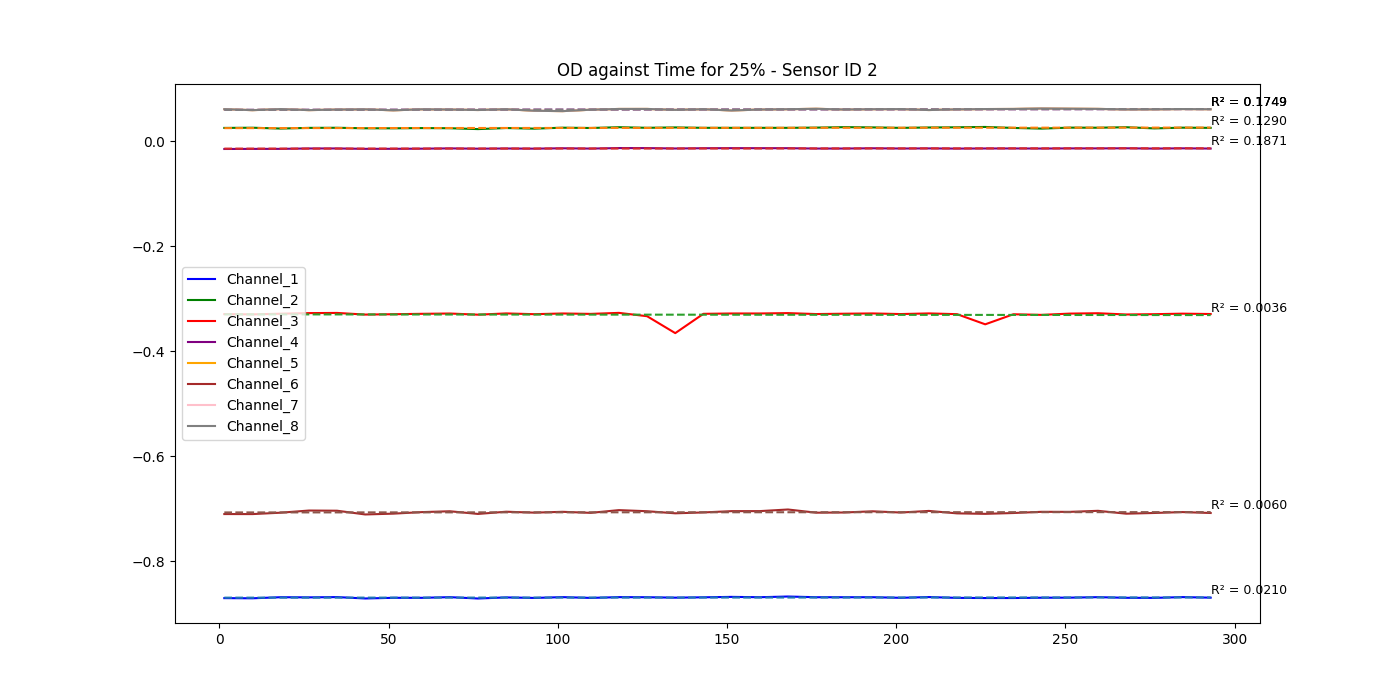 OD against Time for 25% - Sensor ID 2
R² = 0.1749
R² = 0.1290
R² = 0.1871
R² = 0.0036
R² = 0.0060
R² = 0.0210
0.0
−0.2
−0.4
−0.6
−0.8
Channel_1
Channel_2
Channel_3
Channel_4
Channel_5
Channel_6
Channel_7
Channel_8
0
50
100
150
200
250
300